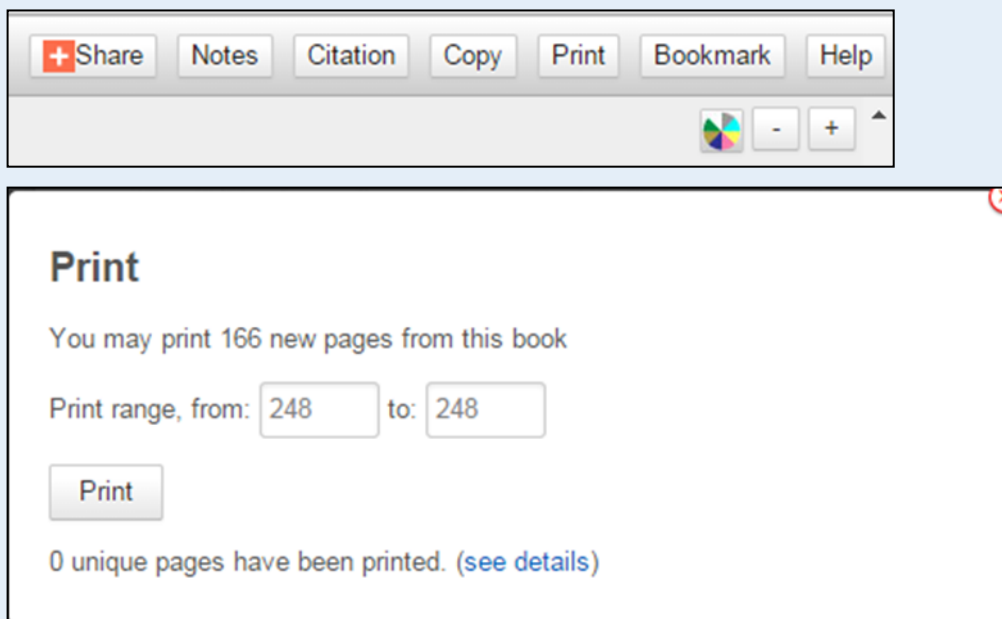 +Share Notes Citation Copy Print Bookmark Help
- +
Print
You may print 166 new pages from this book
Print range, from: 248 to: 248
Print
0 unique pages have been printed. (see details)